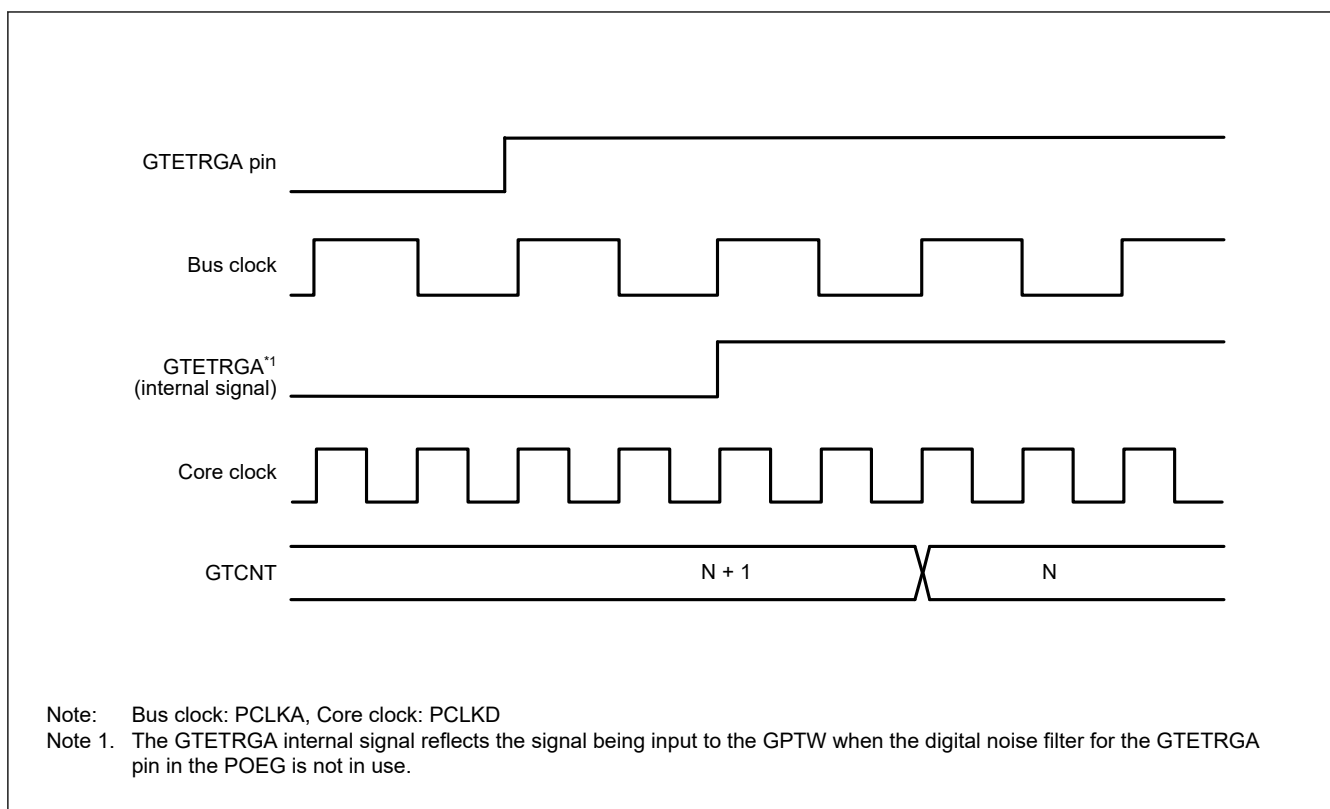 GTETRGA pin
Bus clock
GTETRGA*1
(internal signal)
Core clock
GTCNT N + 1 N
Note: Bus clock: PCLKA, Core clock: PCLKD
Note 1. The GTETRGA internal signal reflects the signal being input to the GPTW when the digital noise filter for the GTETRGA
pin in the POEG is not in use.